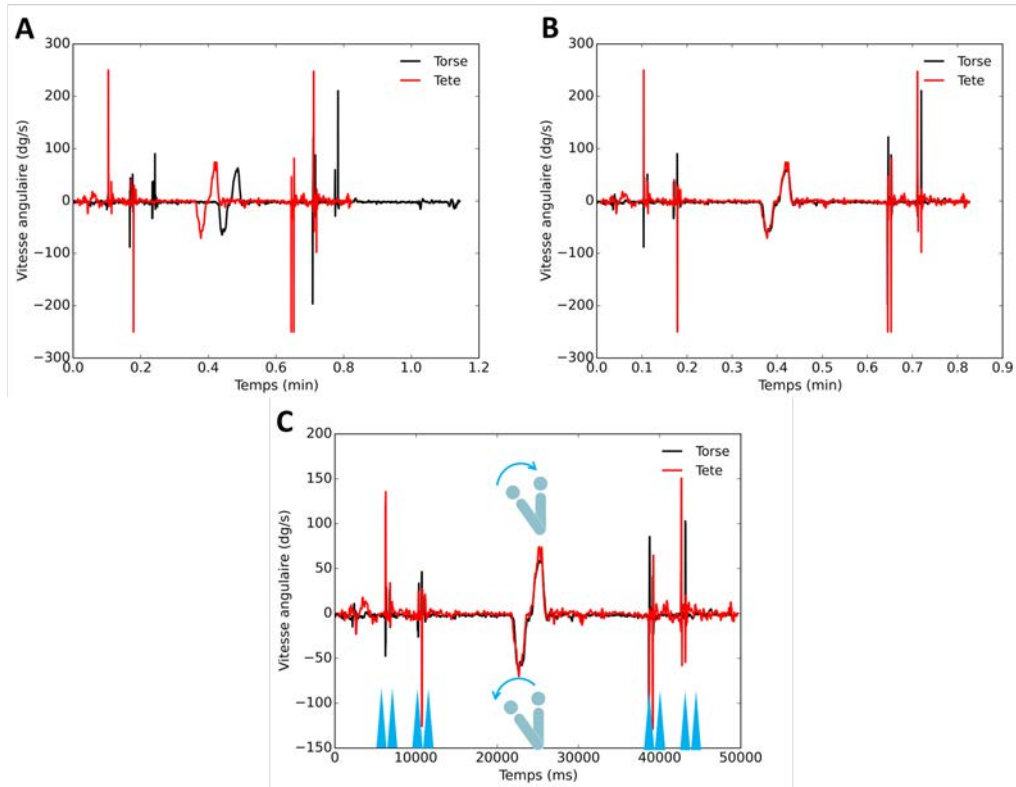 A
300
200
100
0
−100
−200
−300
Vitesse angulaire (dg/s)
Torse
Tete
0.0 0.2 0.4 0.6 0.8 1.0 1.2
Temps (min)
B
300
200
100
0
−100
−200
−300
Vitesse angulaire (dg/s)
Torse
Tete
0.0 0.1 0.2 0.3 0.4 0.5 0.6 0.7 0.8 0.9
Temps (min)
C
200
150
100
50
0
−50
−100
−150
Vitesse angulaire (dg/s)
Torse
Tete
0 10000 20000 30000 40000 50000
Temps (ms)